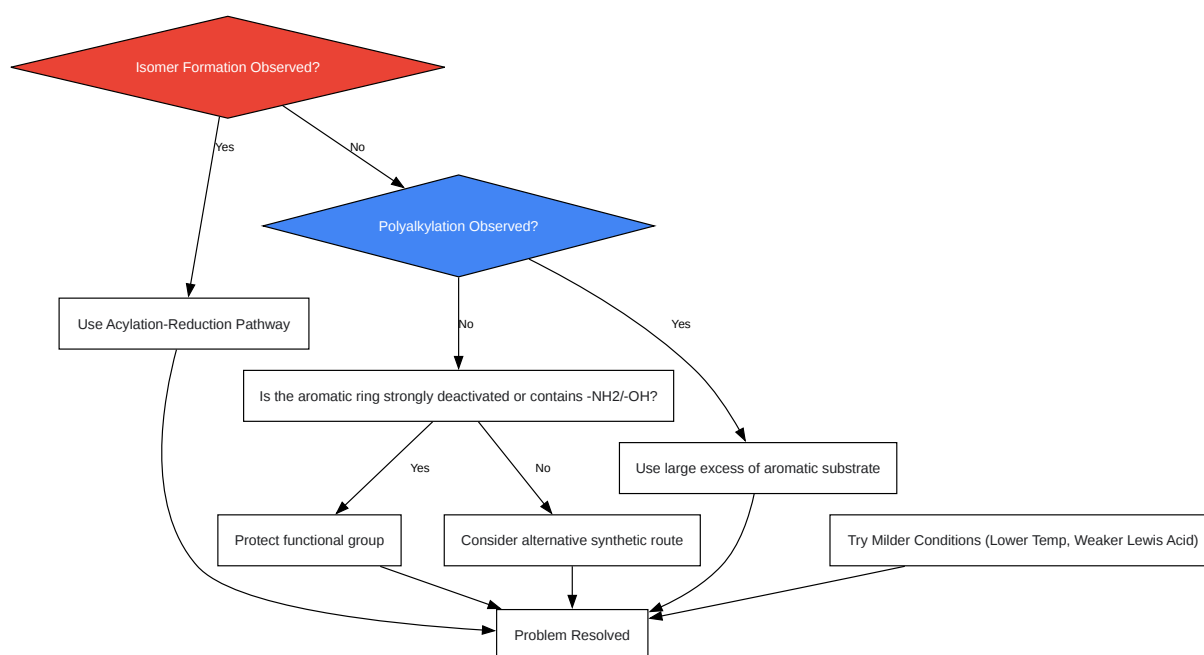 Isomer Formation Observed?
Yes
No
Polyalkylation Observed?
Use Acylation-Reduction Pathway
No
Yes
Is the aromatic ring strongly deactivated or contains -NH2/-OH?
Yes
No
Use large excess of aromatic substrate
Protect functional group
Consider alternative synthetic route
Try Milder Conditions (Lower Temp, Weaker Lewis Acid)
Problem Resolved